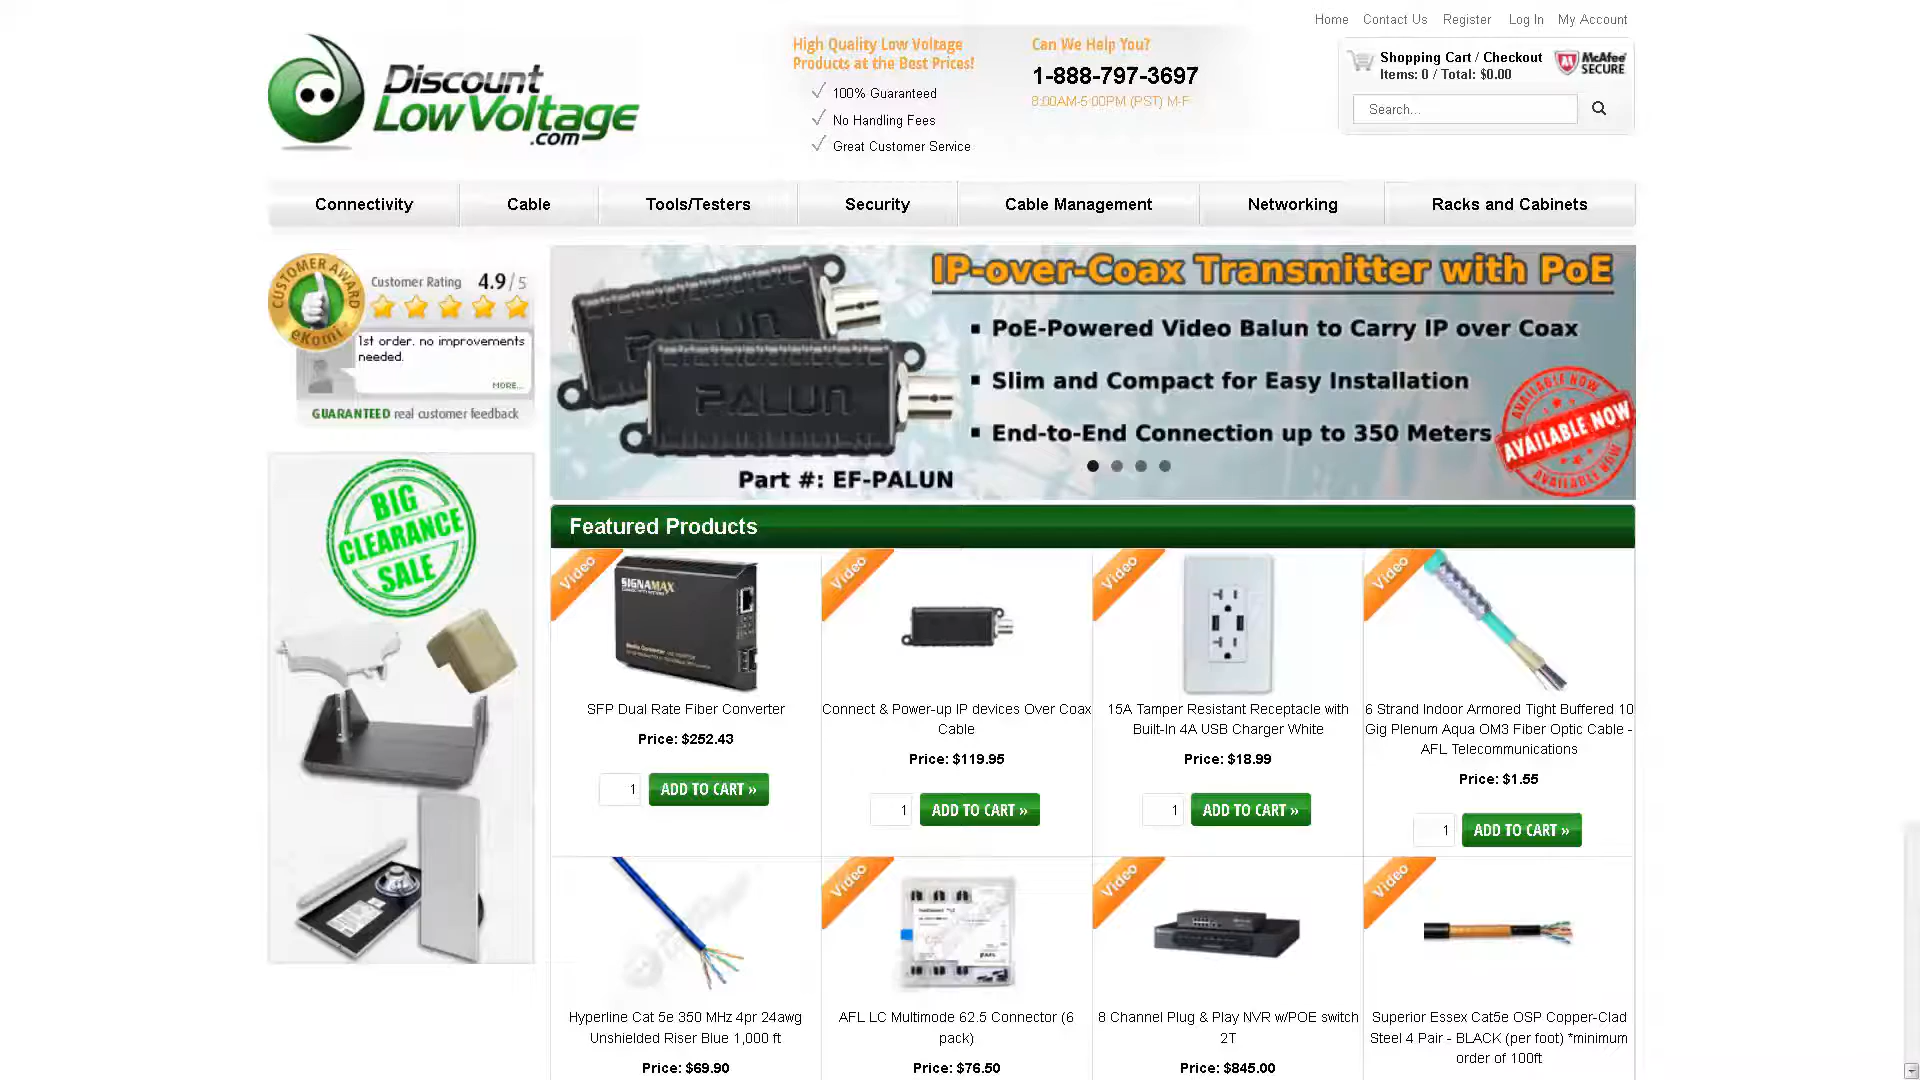 Home Contact Us Register Log In My Account
Discount
LowVoltage
.com
High Quality Low Voltage
Products at the Best Prices!
100% Guaranteed
No Handling Fees
Great Customer Service
Can We Help You?
1-888-797-3697
8:00AM-5:00PM (PST) M-F
Shopping Cart / Checkout
Items: 0 / Total: $0.00
McAfee
SECURE
Search...
Connectivity Cable Tools/Testers Security Cable Management Networking Racks and Cabinets
CUSTOMER AWARD
eKomi
Customer Rating 4.9 / 5
1st order. no improvements
needed.
MORE...
GUARANTEED real customer feedback
BIG
CLEARANCE
SALE
IP-over-Coax Transmitter with PoE
PoE-Powered Video Balun to Carry IP over Coax
Slim and Compact for Easy Installation
End-to-End Connection up to 350 Meters
PALUN
PALUN
Part #: EF-PALUN
AVAILABLE NOW
AVAILABLE NOW
AVAILABLE NOW
Featured Products
Video
SIGNAMAX
SFP Dual Rate Fiber Converter
Price: $252.43
1 ADD TO CART »
Video
Connect & Power-up IP devices Over Coax
Cable
Price: $119.95
1 ADD TO CART »
Video
15A Tamper Resistant Receptacle with
Built-In 4A USB Charger White
Price: $18.99
1 ADD TO CART »
Video
6 Strand Indoor Armored Tight Buffered 10
Gig Plenum Aqua OM3 Fiber Optic Cable -
AFL Telecommunications
Price: $1.55
1 ADD TO CART »
Hyperline Cat 5e 350 MHz 4pr 24awg
Unshielded Riser Blue 1,000 ft
Price: $69.90
Video
AFL LC Multimode 62.5 Connector (6
pack)
Price: $76.50
Video
8 Channel Plug & Play NVR w/POE switch
2T
Price: $845.00
Video
Superior Essex Cat5e OSP Copper-Clad
Steel 4 Pair - BLACK (per foot) *minimum
order of 100ft